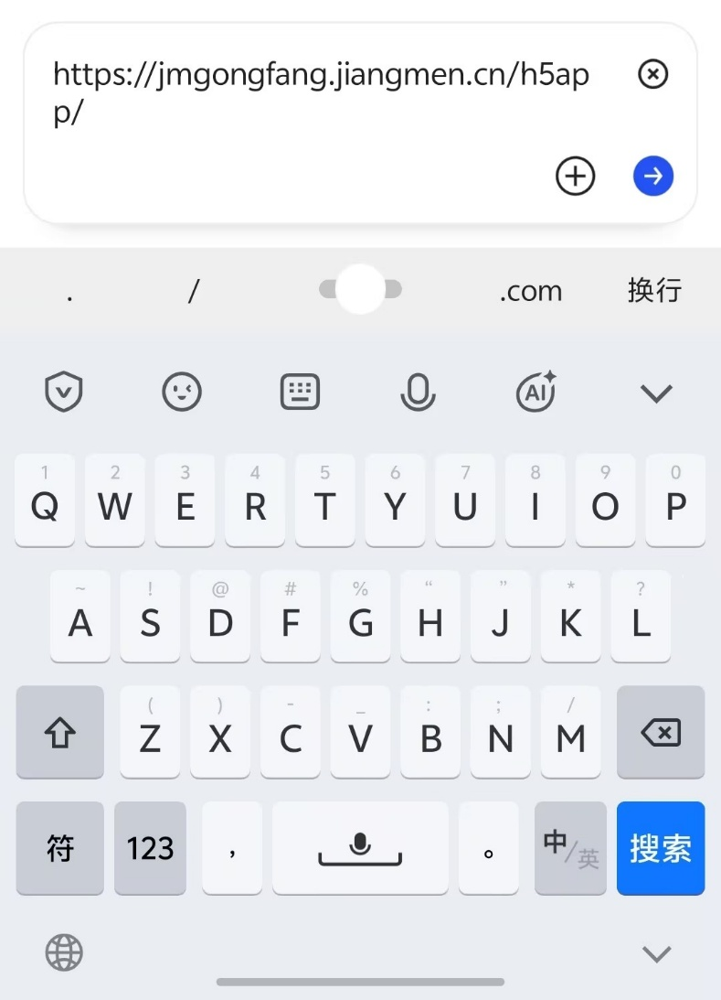 https://jmgongfang.jiangmen.cn/h5ap
p/
. / .com 换行
AI
1 2 3 4 5 6 7 8 9 0
Q W E R T Y U I O P
~ ! @ # % “ ” * ?
A S D F G H J K L
( ) - _ : ; /
Z X C V B N M
符 123 , 。 中/英 搜索